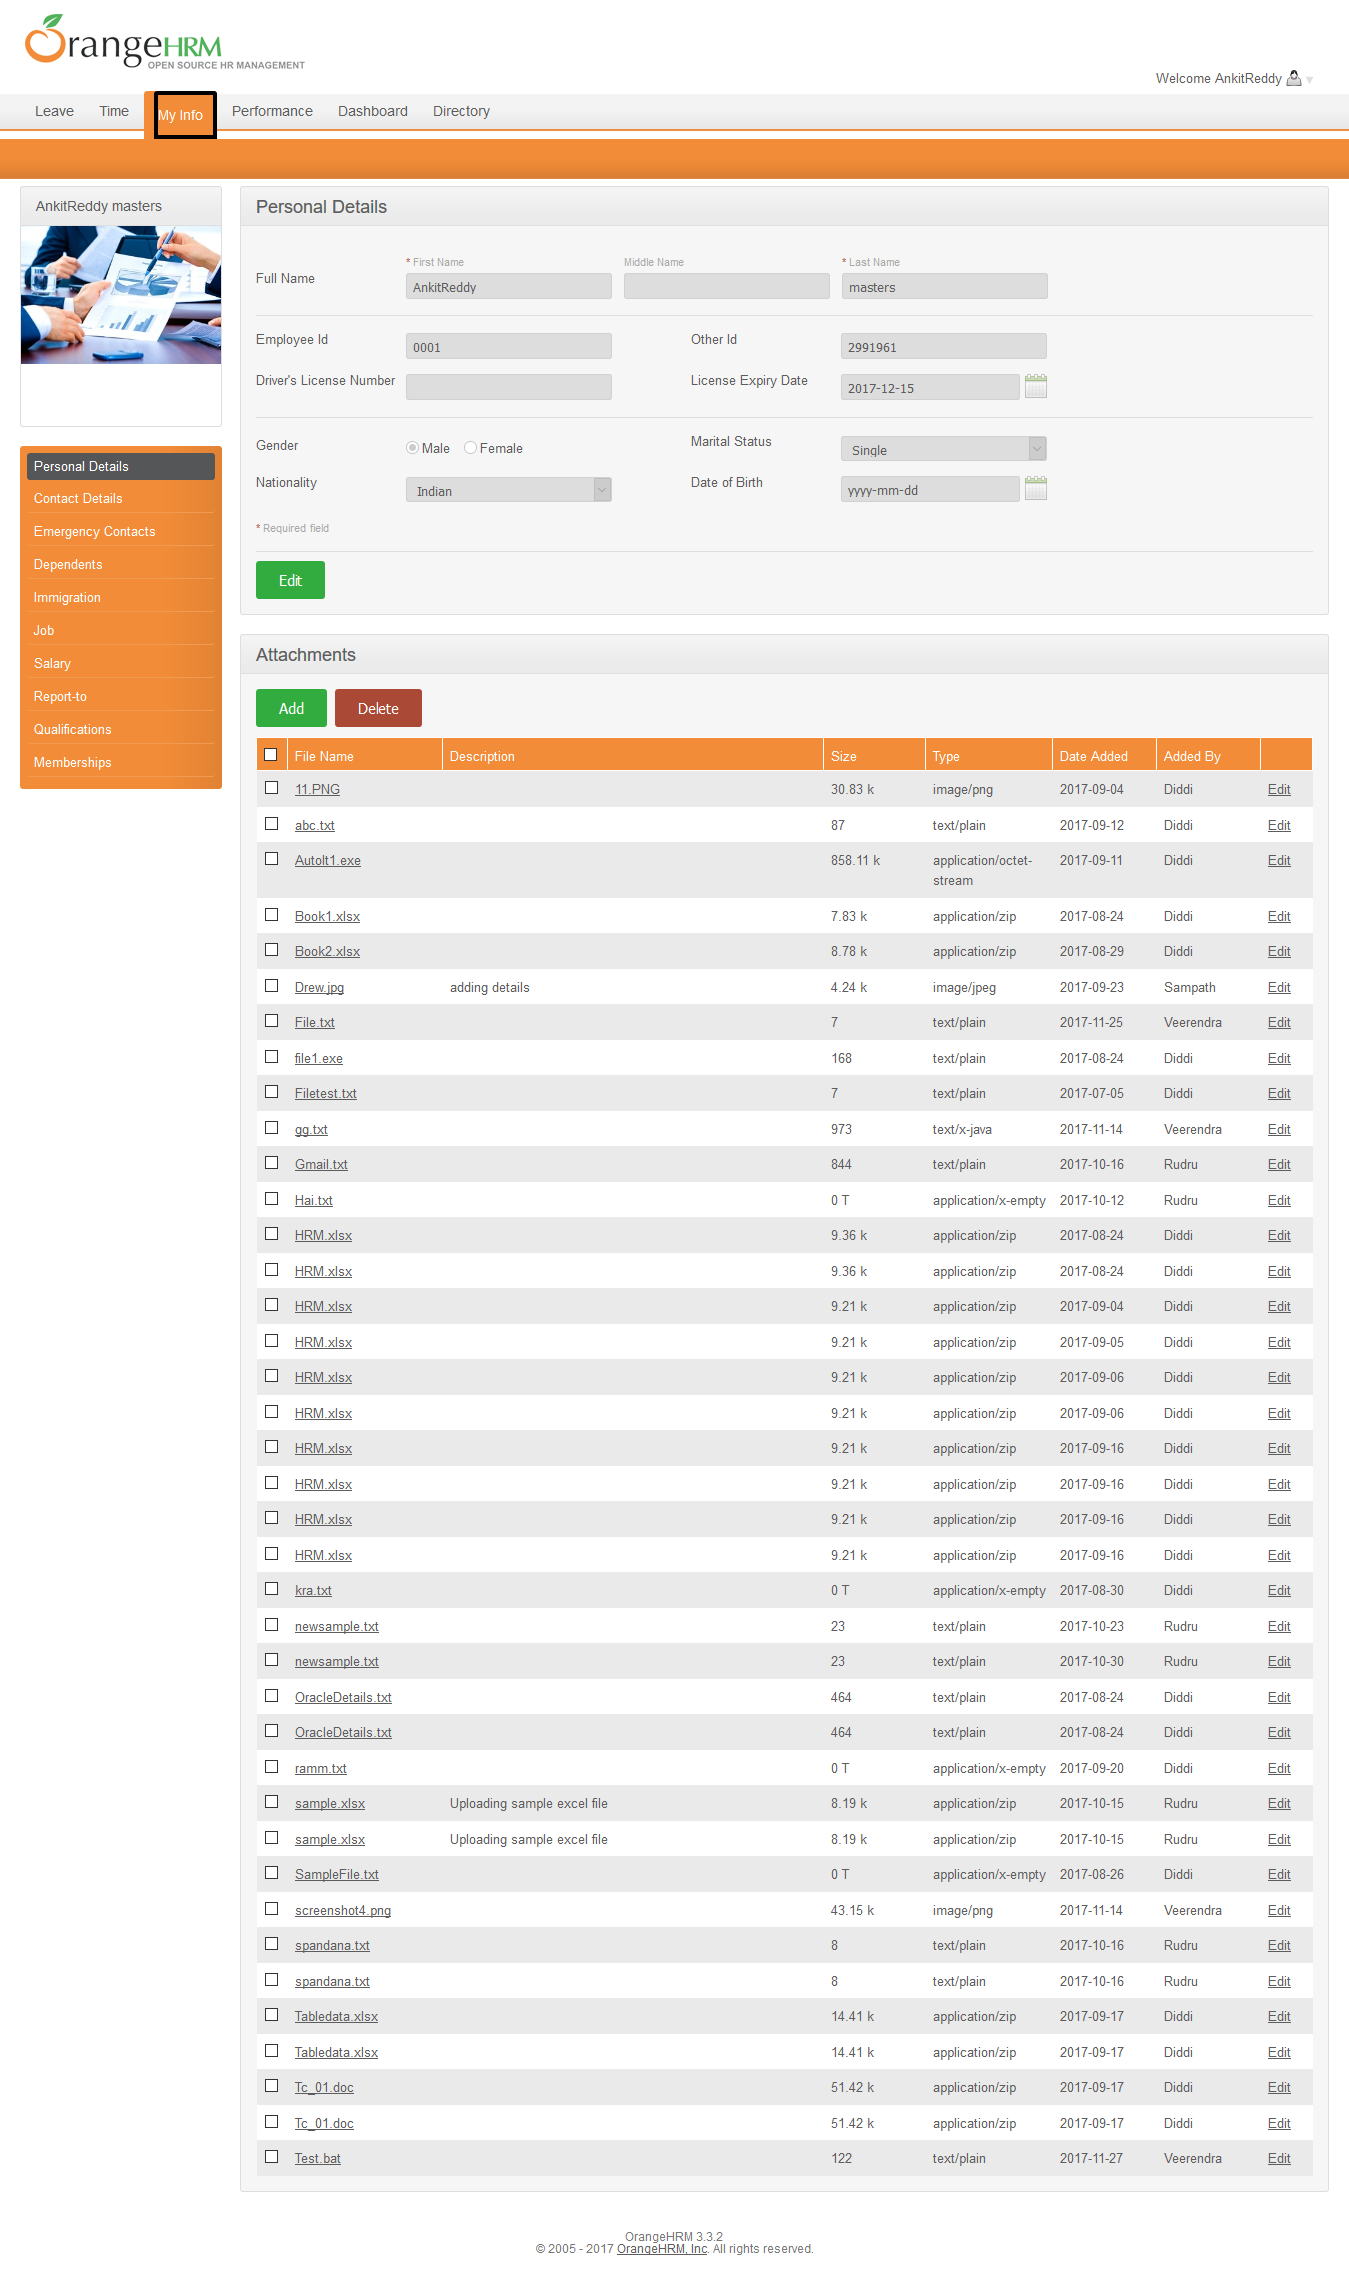 OrangeHRM
OPEN SOURCE HR MANAGEMENT
Welcome AnkitReddy
Leave Time My Info Performance Dashboard Directory
AnkitReddy masters
Personal Details
Contact Details
Emergency Contacts
Dependents
Immigration
Job
Salary
Report-to
Qualifications
Memberships
Personal Details
* First Name Middle Name * Last Name
Full Name AnkitReddy masters
Employee Id 0001 Other Id 2991961
Driver's License Number License Expiry Date 2017-12-15
Gender Male Female Marital Status Single
Nationality Indian Date of Birth yyyy-mm-dd
* Required field
Edit
Attachments
Add Delete
File Name Description Size Type Date Added Added By
11.PNG 30.83 k image/png 2017-09-04 Diddi Edit
abc.txt 87 text/plain 2017-09-12 Diddi Edit
AutoIt1.exe 858.11 k application/octet- 2017-09-11 Diddi Edit
stream
Book1.xlsx 7.83 k application/zip 2017-08-24 Diddi Edit
Book2.xlsx 8.78 k application/zip 2017-08-29 Diddi Edit
Drew.jpg adding details 4.24 k image/jpeg 2017-09-23 Sampath Edit
File.txt 7 text/plain 2017-11-25 Veerendra Edit
file1.exe 168 text/plain 2017-08-24 Diddi Edit
Filetest.txt 7 text/plain 2017-07-05 Diddi Edit
gg.txt 973 text/x-java 2017-11-14 Veerendra Edit
Gmail.txt 844 text/plain 2017-10-16 Rudru Edit
Hai.txt 0 T application/x-empty 2017-10-12 Rudru Edit
HRM.xlsx 9.36 k application/zip 2017-08-24 Diddi Edit
HRM.xlsx 9.36 k application/zip 2017-08-24 Diddi Edit
HRM.xlsx 9.21 k application/zip 2017-09-04 Diddi Edit
HRM.xlsx 9.21 k application/zip 2017-09-05 Diddi Edit
HRM.xlsx 9.21 k application/zip 2017-09-06 Diddi Edit
HRM.xlsx 9.21 k application/zip 2017-09-06 Diddi Edit
HRM.xlsx 9.21 k application/zip 2017-09-16 Diddi Edit
HRM.xlsx 9.21 k application/zip 2017-09-16 Diddi Edit
HRM.xlsx 9.21 k application/zip 2017-09-16 Diddi Edit
HRM.xlsx 9.21 k application/zip 2017-09-16 Diddi Edit
kra.txt 0 T application/x-empty 2017-08-30 Diddi Edit
newsample.txt 23 text/plain 2017-10-23 Rudru Edit
newsample.txt 23 text/plain 2017-10-30 Rudru Edit
OracleDetails.txt 464 text/plain 2017-08-24 Diddi Edit
OracleDetails.txt 464 text/plain 2017-08-24 Diddi Edit
ramm.txt 0 T application/x-empty 2017-09-20 Diddi Edit
sample.xlsx Uploading sample excel file 8.19 k application/zip 2017-10-15 Rudru Edit
sample.xlsx Uploading sample excel file 8.19 k application/zip 2017-10-15 Rudru Edit
SampleFile.txt 0 T application/x-empty 2017-08-26 Diddi Edit
screenshot4.png 43.15 k image/png 2017-11-14 Veerendra Edit
spandana.txt 8 text/plain 2017-10-16 Rudru Edit
spandana.txt 8 text/plain 2017-10-16 Rudru Edit
Tabledata.xlsx 14.41 k application/zip 2017-09-17 Diddi Edit
Tabledata.xlsx 14.41 k application/zip 2017-09-17 Diddi Edit
Tc_01.doc 51.42 k application/zip 2017-09-17 Diddi Edit
Tc_01.doc 51.42 k application/zip 2017-09-17 Diddi Edit
Test.bat 122 text/plain 2017-11-27 Veerendra Edit
OrangeHRM 3.3.2
© 2005 - 2017 OrangeHRM, Inc. All rights reserved.